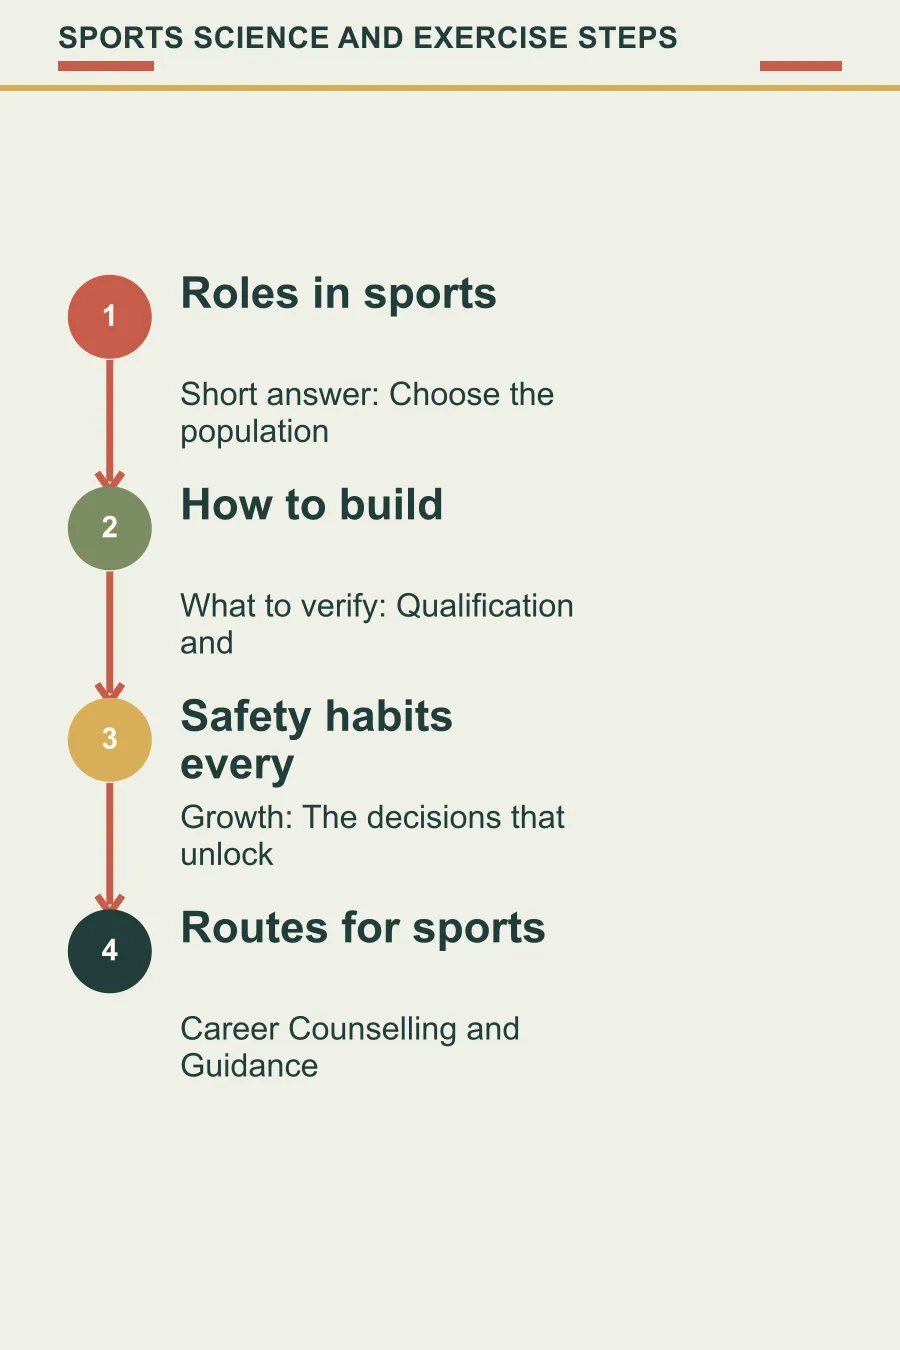 SPORTS SCIENCE AND EXERCISE STEPS
1
Roles in sports
Short answer: Choose the
population
2
How to build
What to verify: Qualification
and
3
Safety habits
every
Growth: The decisions that
unlock
4
Routes for sports
Career Counselling and
Guidance